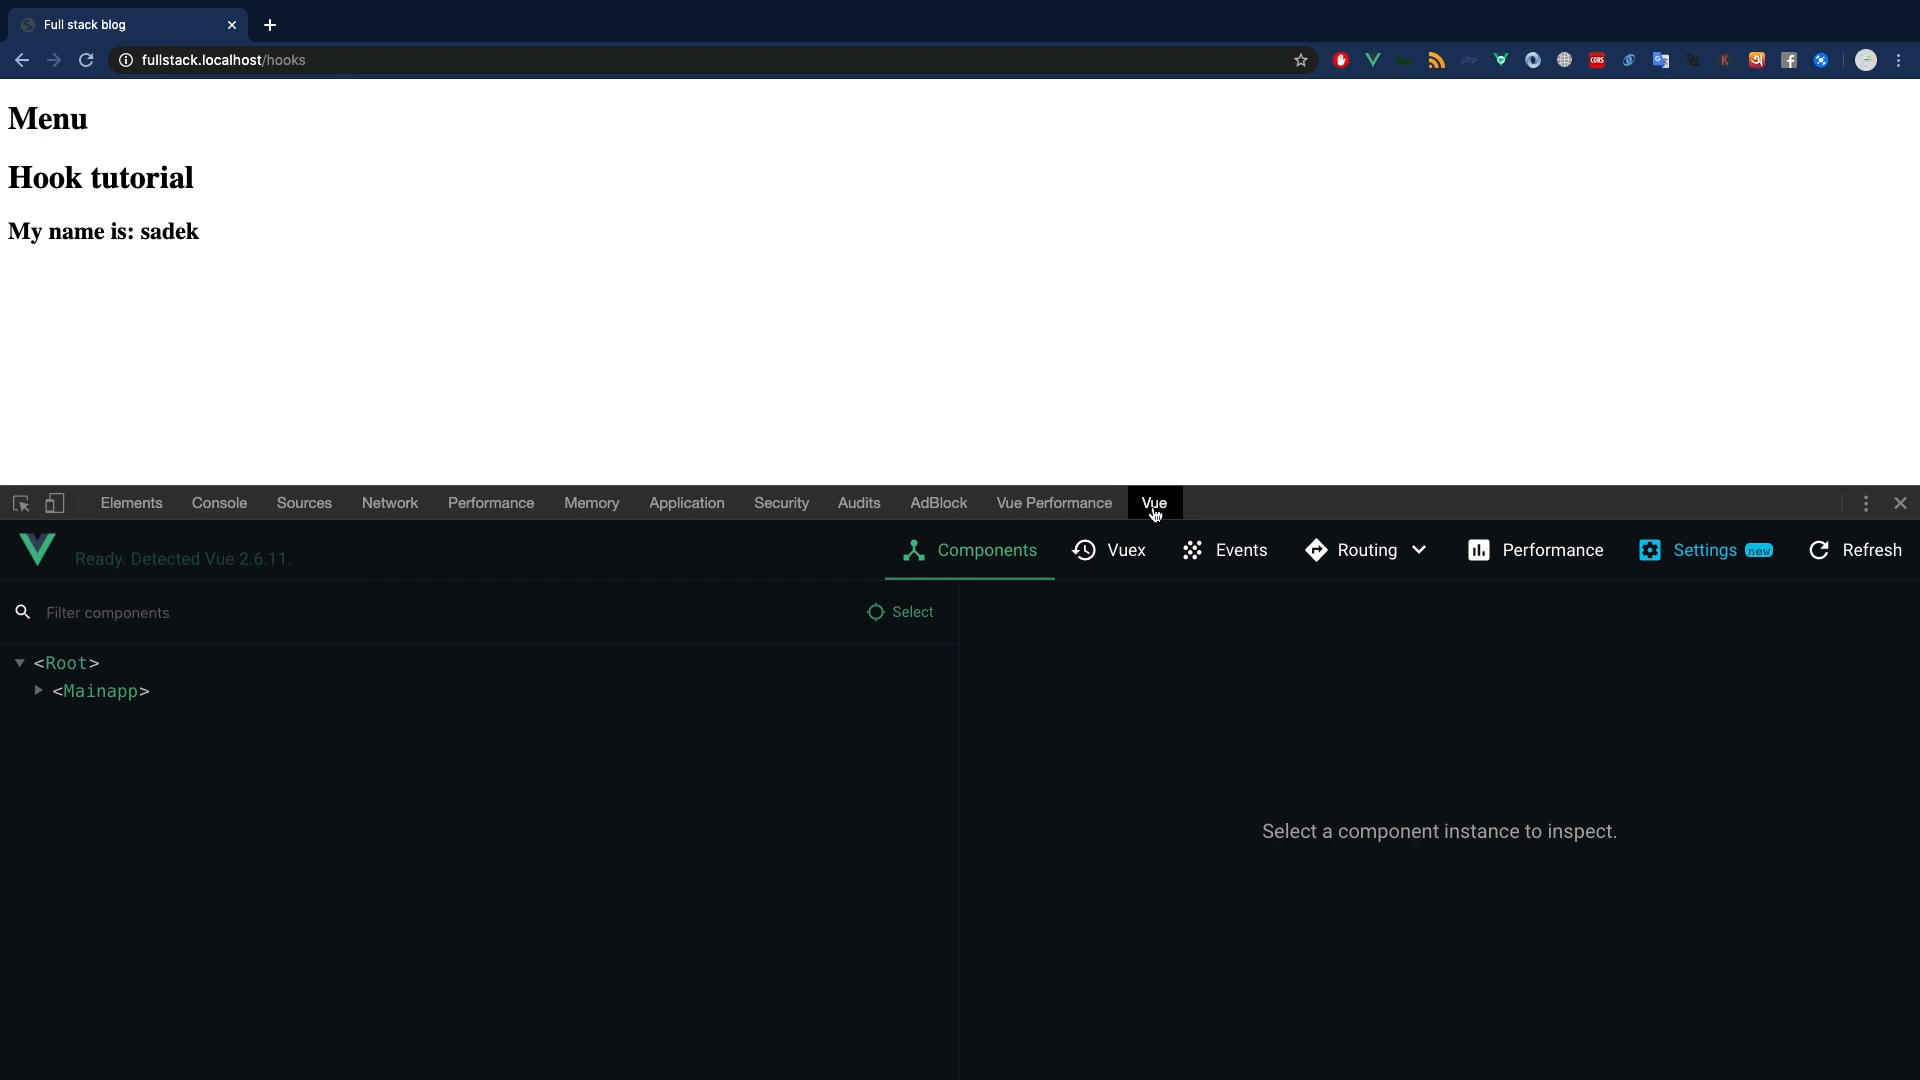 Full stack blog
fullstack.localhost/hooks
php
CORS
K
Menu
Hook tutorial
My name is: sadek
Elements Console Sources Network Performance Memory Application Security Audits AdBlock Vue Performance Vue
Ready. Detected Vue 2.6.11.
Components Vuex Events Routing Performance Settings new Refresh
Filter components
Select
<Root>
<Mainapp>
Select a component instance to inspect.